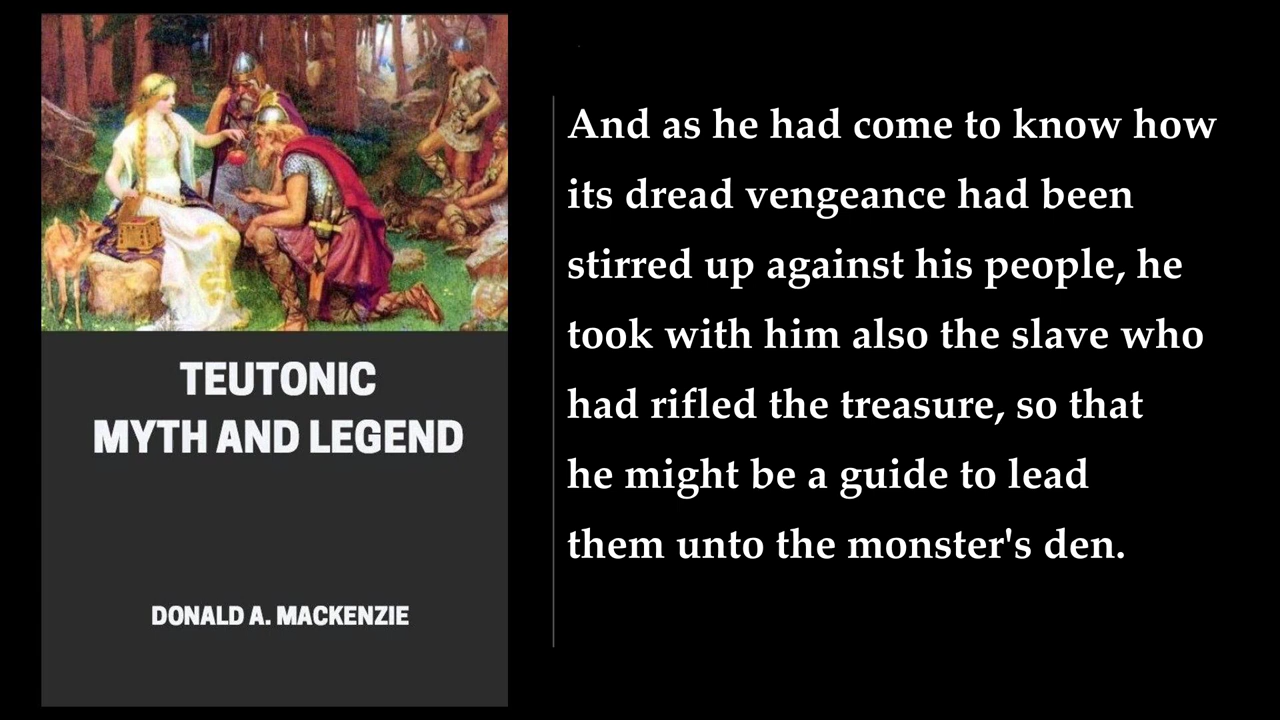 TEUTONIC
MYTH AND LEGEND
DONALD A. MACKENZIE
And as he had come to know how
its dread vengeance had been
stirred up against his people, he
took with him also the slave who
had rifled the treasure, so that
he might be a guide to lead
them unto the monster's den.